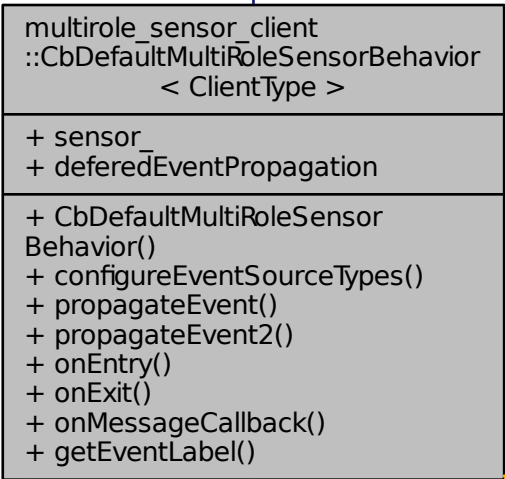 multirole_sensor_client
::CbDefaultMultiRoleSensorBehavior
< ClientType >
+ sensor_
+ deferedEventPropagation
+ CbDefaultMultiRoleSensor
Behavior()
+ configureEventSourceTypes()
+ propagateEvent()
+ propagateEvent2()
+ onEntry()
+ onExit()
+ onMessageCallback()
+ getEventLabel()